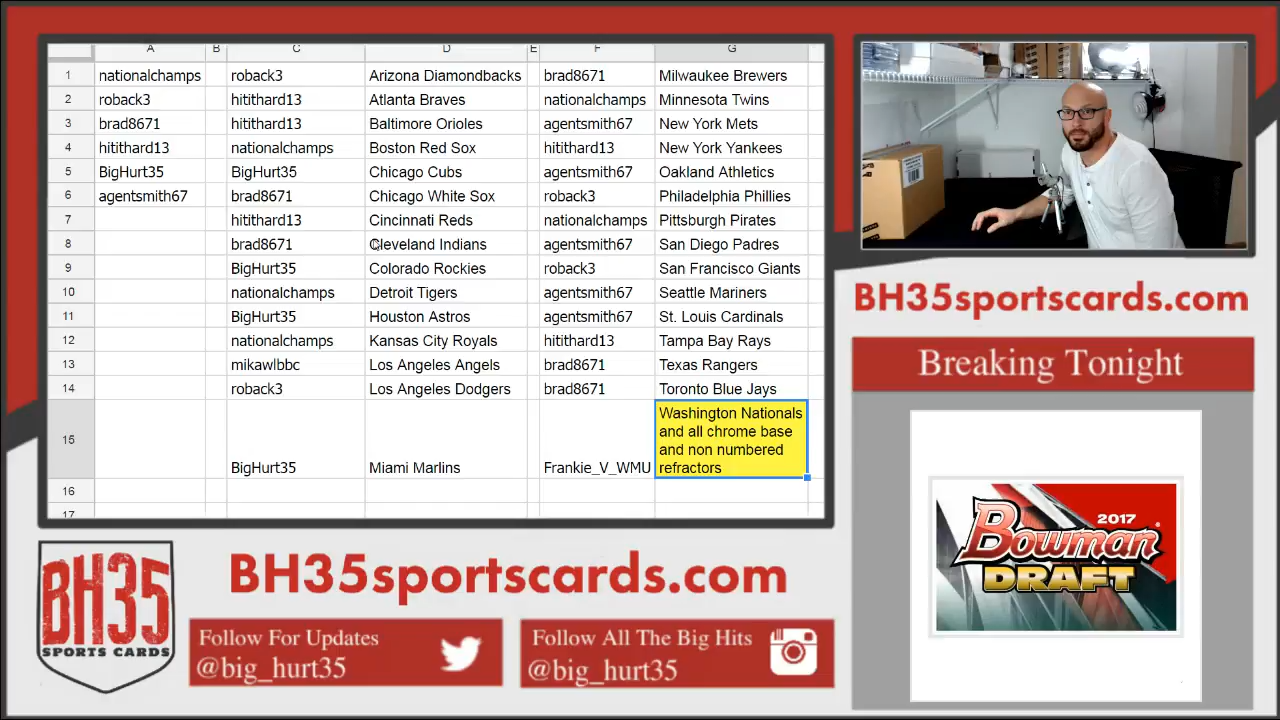 A B C D E F G
1 nationalchamps roback3 Arizona Diamondbacks brad8671 Milwaukee Brewers
2 roback3 hitithard13 Atlanta Braves nationalchamps Minnesota Twins
3 brad8671 hitithard13 Baltimore Orioles agentsmith67 New York Mets
4 hitithard13 nationalchamps Boston Red Sox hitithard13 New York Yankees
5 BigHurt35 BigHurt35 Chicago Cubs agentsmith67 Oakland Athletics
6 agentsmith67 brad8671 Chicago White Sox roback3 Philadelphia Phillies
7 hitithard13 Cincinnati Reds nationalchamps Pittsburgh Pirates
8 brad8671 Cleveland Indians agentsmith67 San Diego Padres
9 BigHurt35 Colorado Rockies roback3 San Francisco Giants
10 nationalchamps Detroit Tigers agentsmith67 Seattle Mariners
11 BigHurt35 Houston Astros agentsmith67 St. Louis Cardinals
12 nationalchamps Kansas City Royals hitithard13 Tampa Bay Rays
13 mikawlbbc Los Angeles Angels brad8671 Texas Rangers
14 roback3 Los Angeles Dodgers brad8671 Toronto Blue Jays
Washington Nationals
and all chrome base
15 and non numbered
BigHurt35 Miami Marlins Frankie_V_WMU refractors
16
17
BH35sportscards.com
Breaking Tonight
2017
Bowman
DRAFT
BH35
SPORTS CARDS
BH35sportscards.com
Follow For Updates
@big_hurt35
Follow All The Big Hits
@big_hurt35